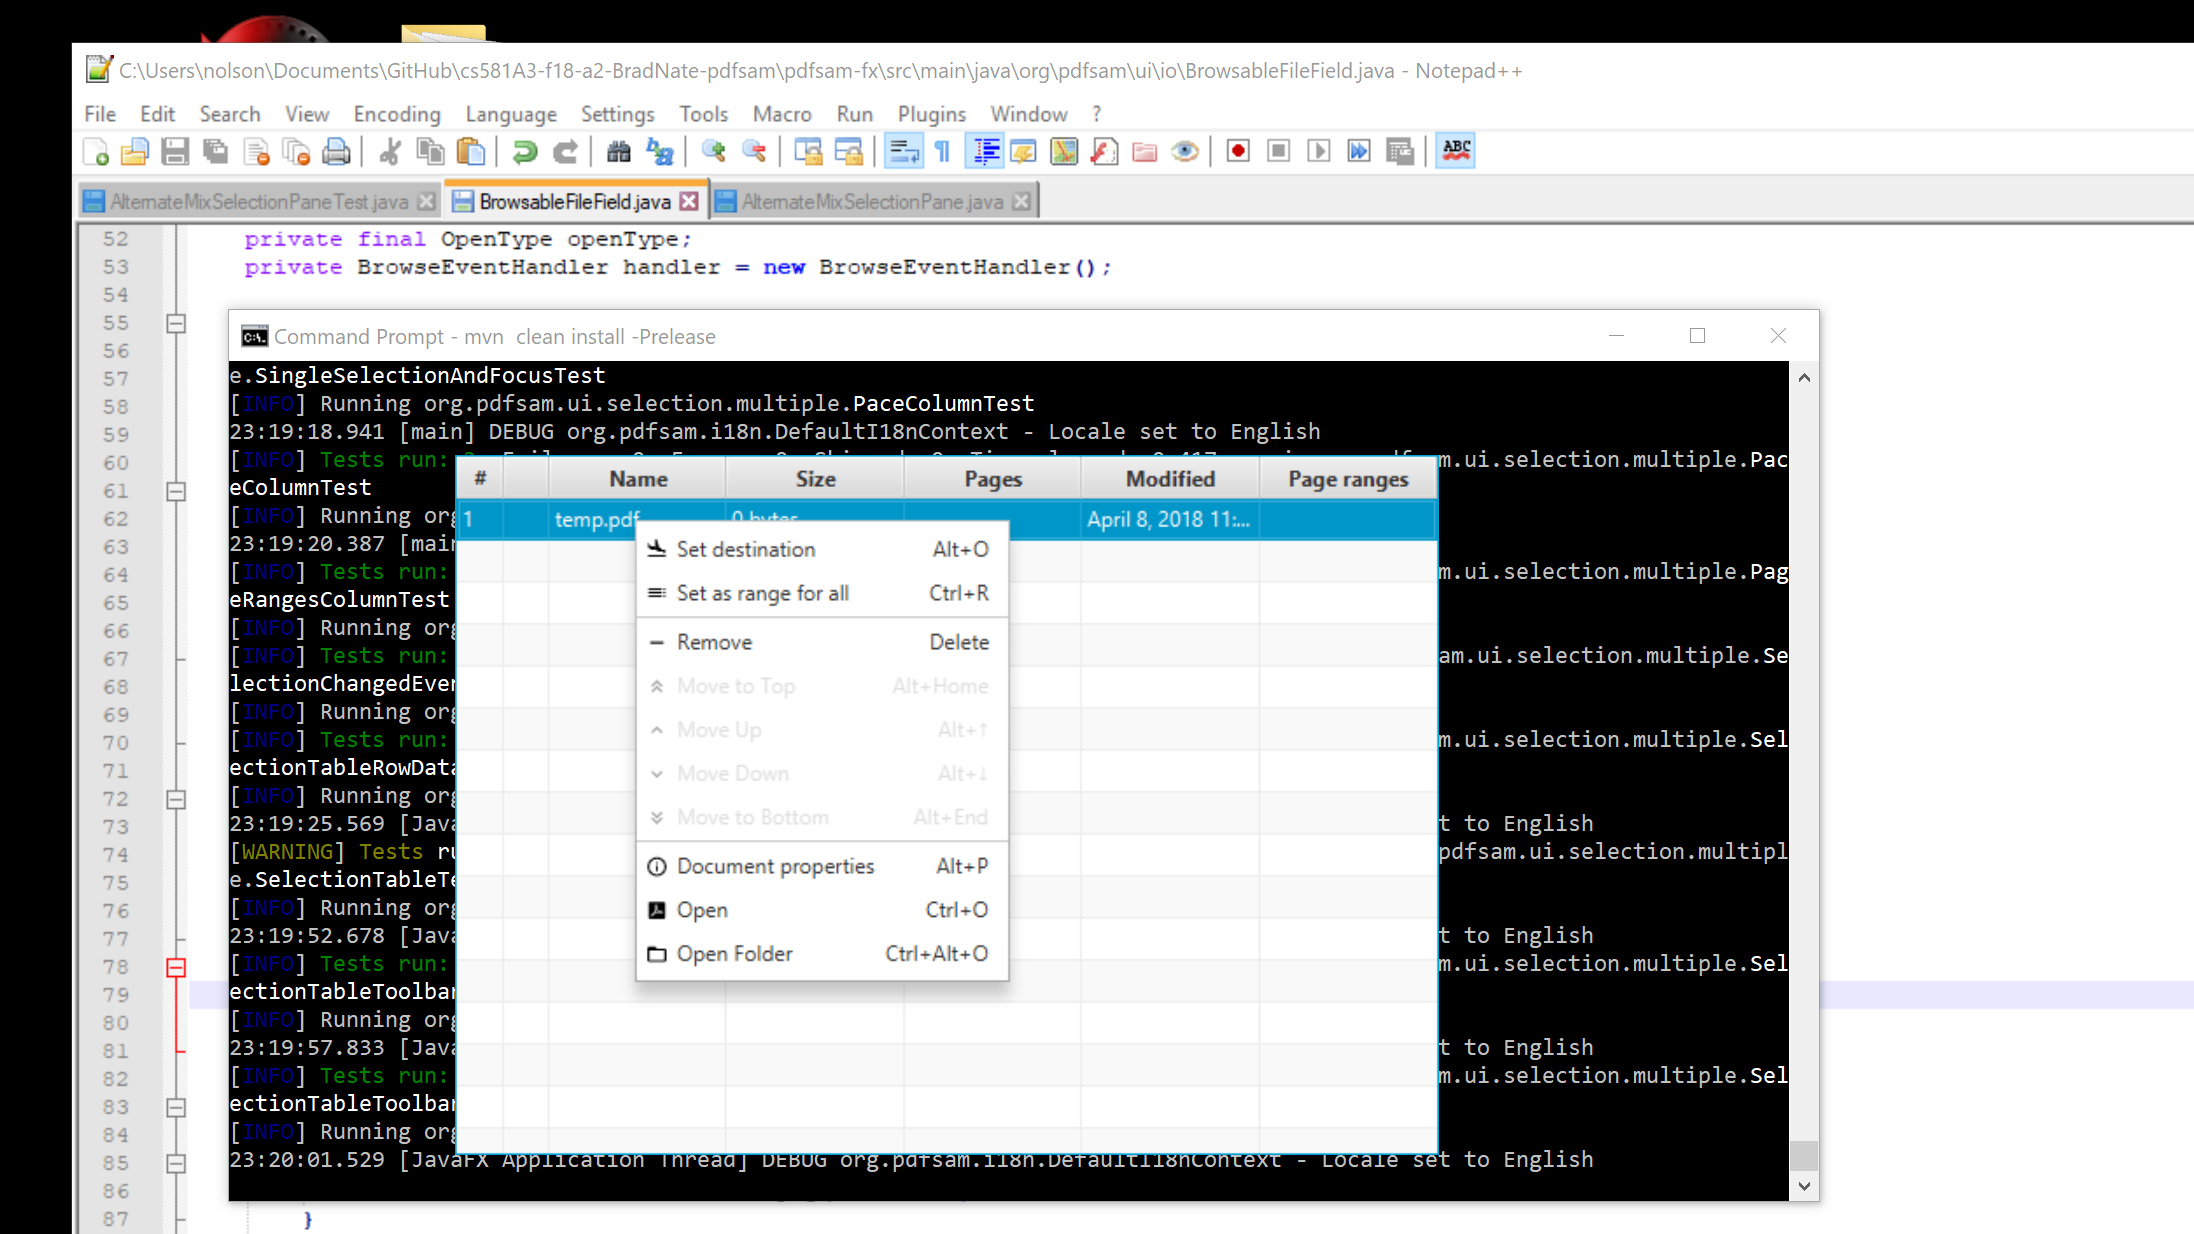 C:\Users\nolson\Documents\GitHub\cs581A3-f18-a2-BradNate-pdfsam\pdfsam-fx\src\main\java\org\pdfsam\ui\io\BrowsableFileField.java - Notepad++
File Edit Search View Encoding Language Settings Tools Macro Run Plugins Window ?
ABC
AlternateMixSelectionPaneTest.java BrowsableFileField.java AlternateMixSelectionPane.java
52 private final OpenType openType;
53 private BrowseEventHandler handler = new BrowseEventHandler();
54
55
56
57
58
59
60
61
62
63
64
65
66
67
68
69
70
71
72
73
74
75
76
77
78
79
80
81
82
83
84
85
86
87 }
Command Prompt - mvn  clean install -Prelease
e.SingleSelectionAndFocusTest
[INFO] Running org.pdfsam.ui.selection.multiple.PaceColumnTest
23:19:18.941 [main] DEBUG org.pdfsam.i18n.DefaultI18nContext - Locale set to English
[INFO] Tests run: m.ui.selection.multiple.Pac
eColumnTest
[INFO] Running org
23:19:20.387 [main
[INFO] Tests run: m.ui.selection.multiple.Pag
eRangesColumnTest
[INFO] Running org
[INFO] Tests run: am.ui.selection.multiple.Se
lectionChangedEven
[INFO] Running org
[INFO] Tests run: m.ui.selection.multiple.Sel
ectionTableRowData
[INFO] Running org
23:19:25.569 [Java t to English
[WARNING] Tests ru pdfsam.ui.selection.multipl
e.SelectionTableTe
[INFO] Running org
23:19:52.678 [Java t to English
[INFO] Tests run: m.ui.selection.multiple.Sel
ectionTableToolbar
[INFO] Running org
23:19:57.833 [Java t to English
[INFO] Tests run: m.ui.selection.multiple.Sel
ectionTableToolbar
[INFO] Running org
23:20:01.529 [JavaFX Application Thread] DEBUG org.pdfsam.i18n.DefaultI18nContext - Locale set to English
# Name Size Pages Modified Page ranges
1 temp.pdf 0 bytes April 8, 2018 11:...
Set destination Alt+O
Set as range for all Ctrl+R
Remove Delete
Move to Top Alt+Home
Move Up Alt+↑
Move Down Alt+↓
Move to Bottom Alt+End
Document properties Alt+P
Open Ctrl+O
Open Folder Ctrl+Alt+O